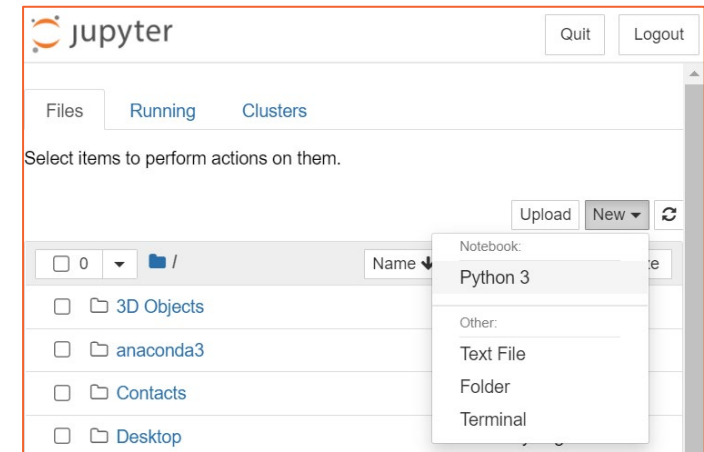 jupyter
Quit
Logout
Files
Running
Clusters
Select items to perform actions on them.
Upload
New
0
/
Name
Notebook:
Python 3
Other:
Text File
Folder
Terminal
3D Objects
anaconda3
Contacts
Desktop